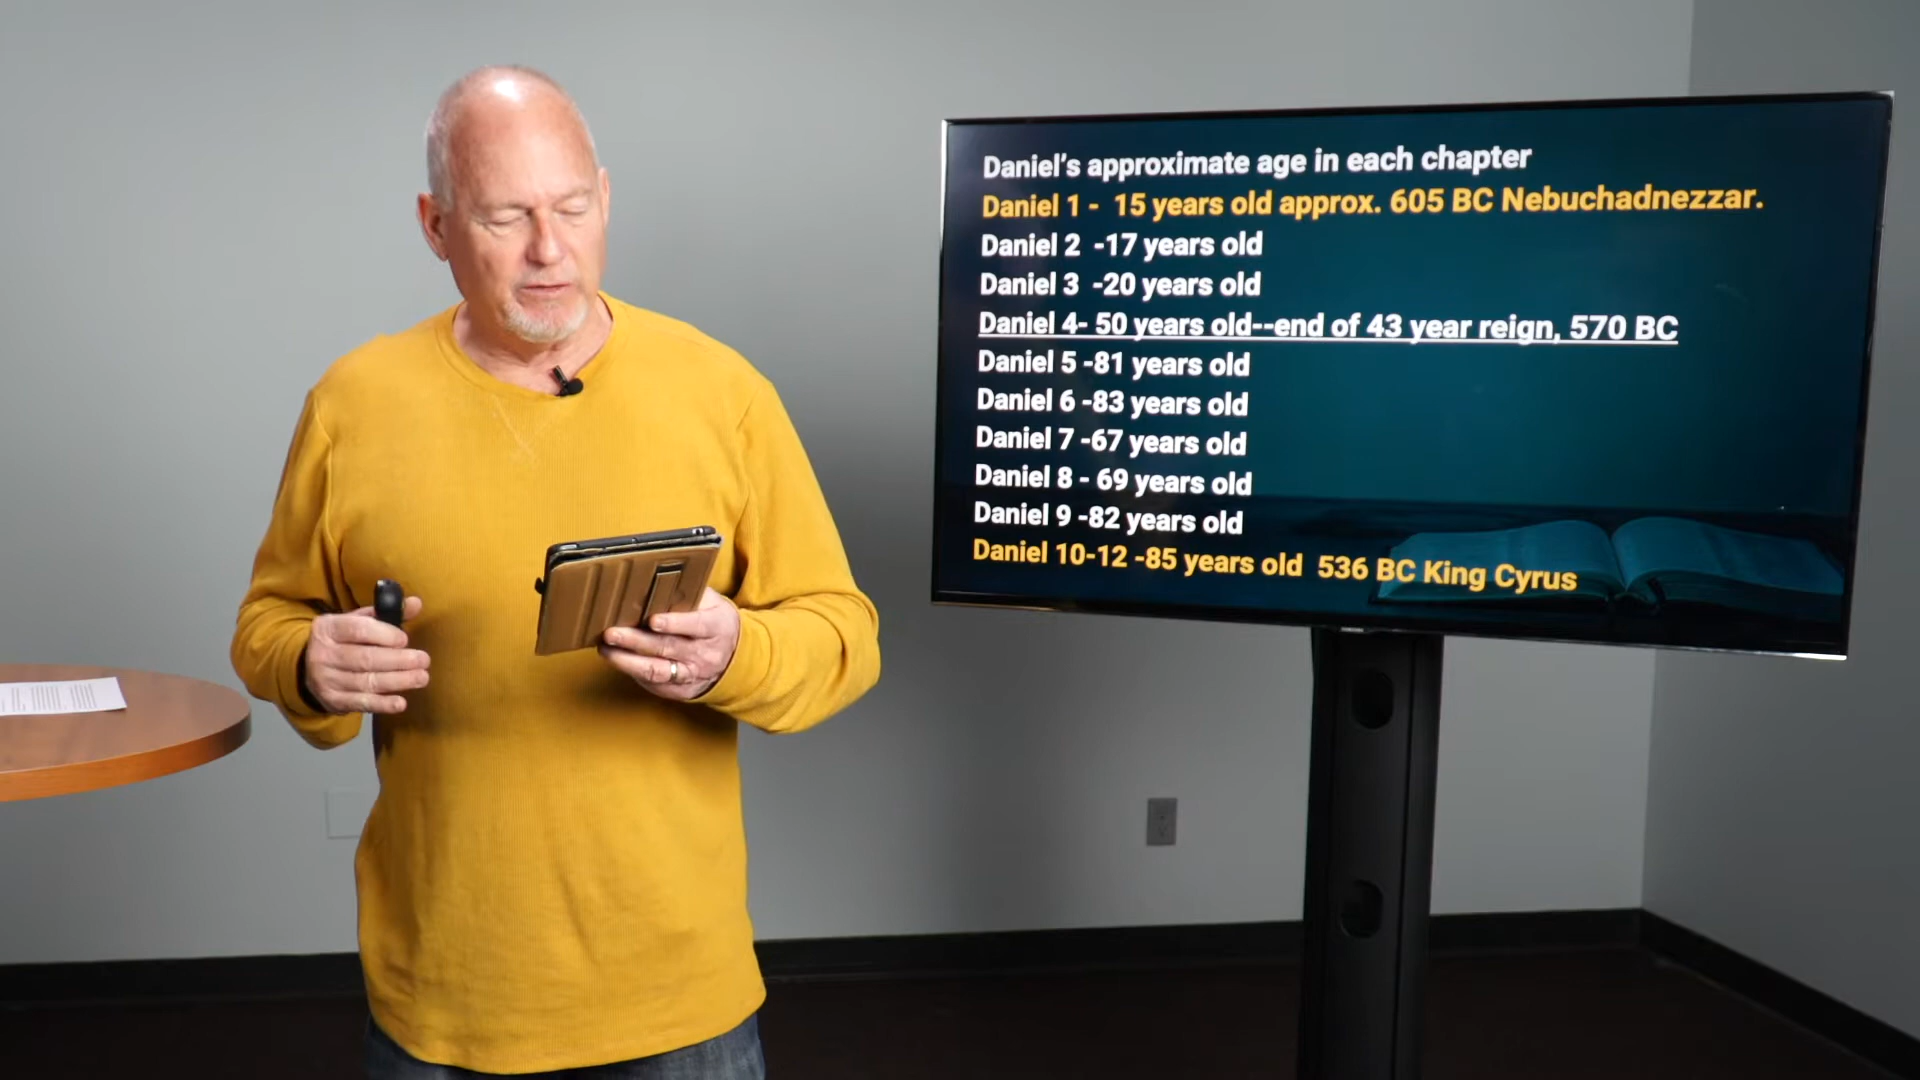 Daniel's approximate age in each chapter
Daniel 1 - 15 years old approx. 605 BC Nebuchadnezzar.
Daniel 2 -17 years old
Daniel 3 -20 years old
Daniel 4- 50 years old--end of 43 year reign, 570 BC
Daniel 5 -81 years old
Daniel 6 -83 years old
Daniel 7 -67 years old
Daniel 8 - 69 years old
Daniel 9 -82 years old
Daniel 10-12 -85 years old 536 BC King Cyrus